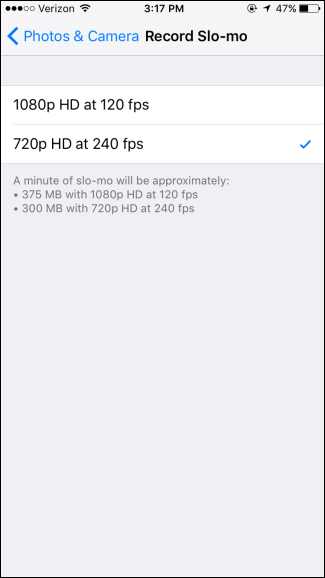 Verizon 3:17 PM 47%
Photos & Camera Record Slo-mo
1080p HD at 120 fps
720p HD at 240 fps
A minute of slo-mo will be approximately:
• 375 MB with 1080p HD at 120 fps
• 300 MB with 720p HD at 240 fps